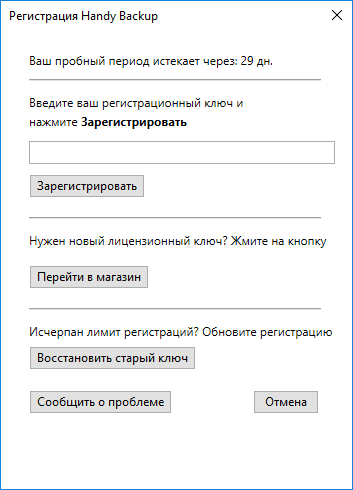 Регистрация Handy Backup
Ваш пробный период истекает через: 29 дн.
Введите ваш регистрационный ключ и
нажмите Зарегистрировать
Зарегистрировать
Нужен новый лицензионный ключ? Жмите на кнопку
Перейти в магазин
Исчерпан лимит регистраций? Обновите регистрацию
Восстановить старый ключ
Сообщить о проблеме
Отмена